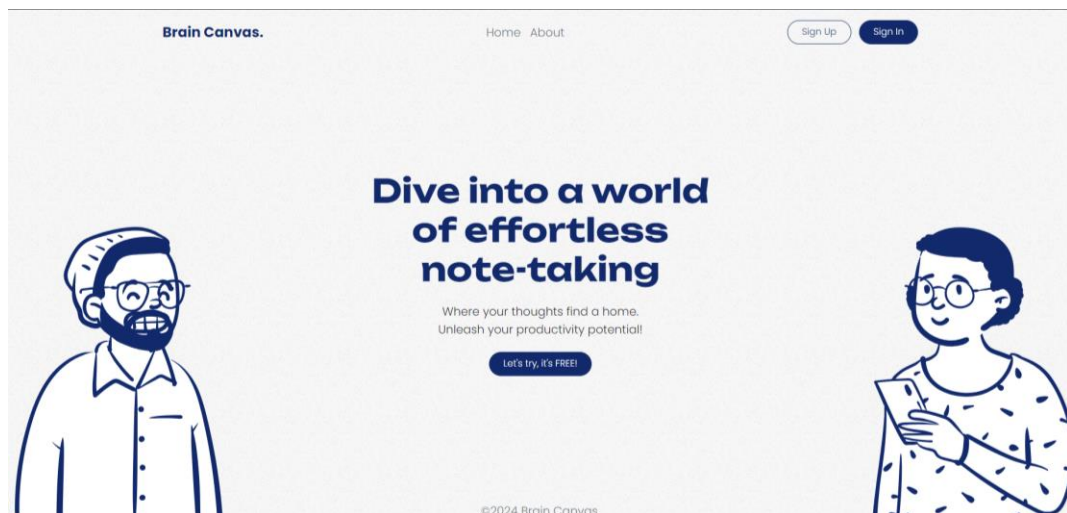 Brain Canvas.
Home About
Sign Up
Sign In
Dive into a world
of effortless
note-taking
Where your thoughts find a home.
Unleash your productivity potential!
Let's try, it's FREE!
©2024 Brain Canvas